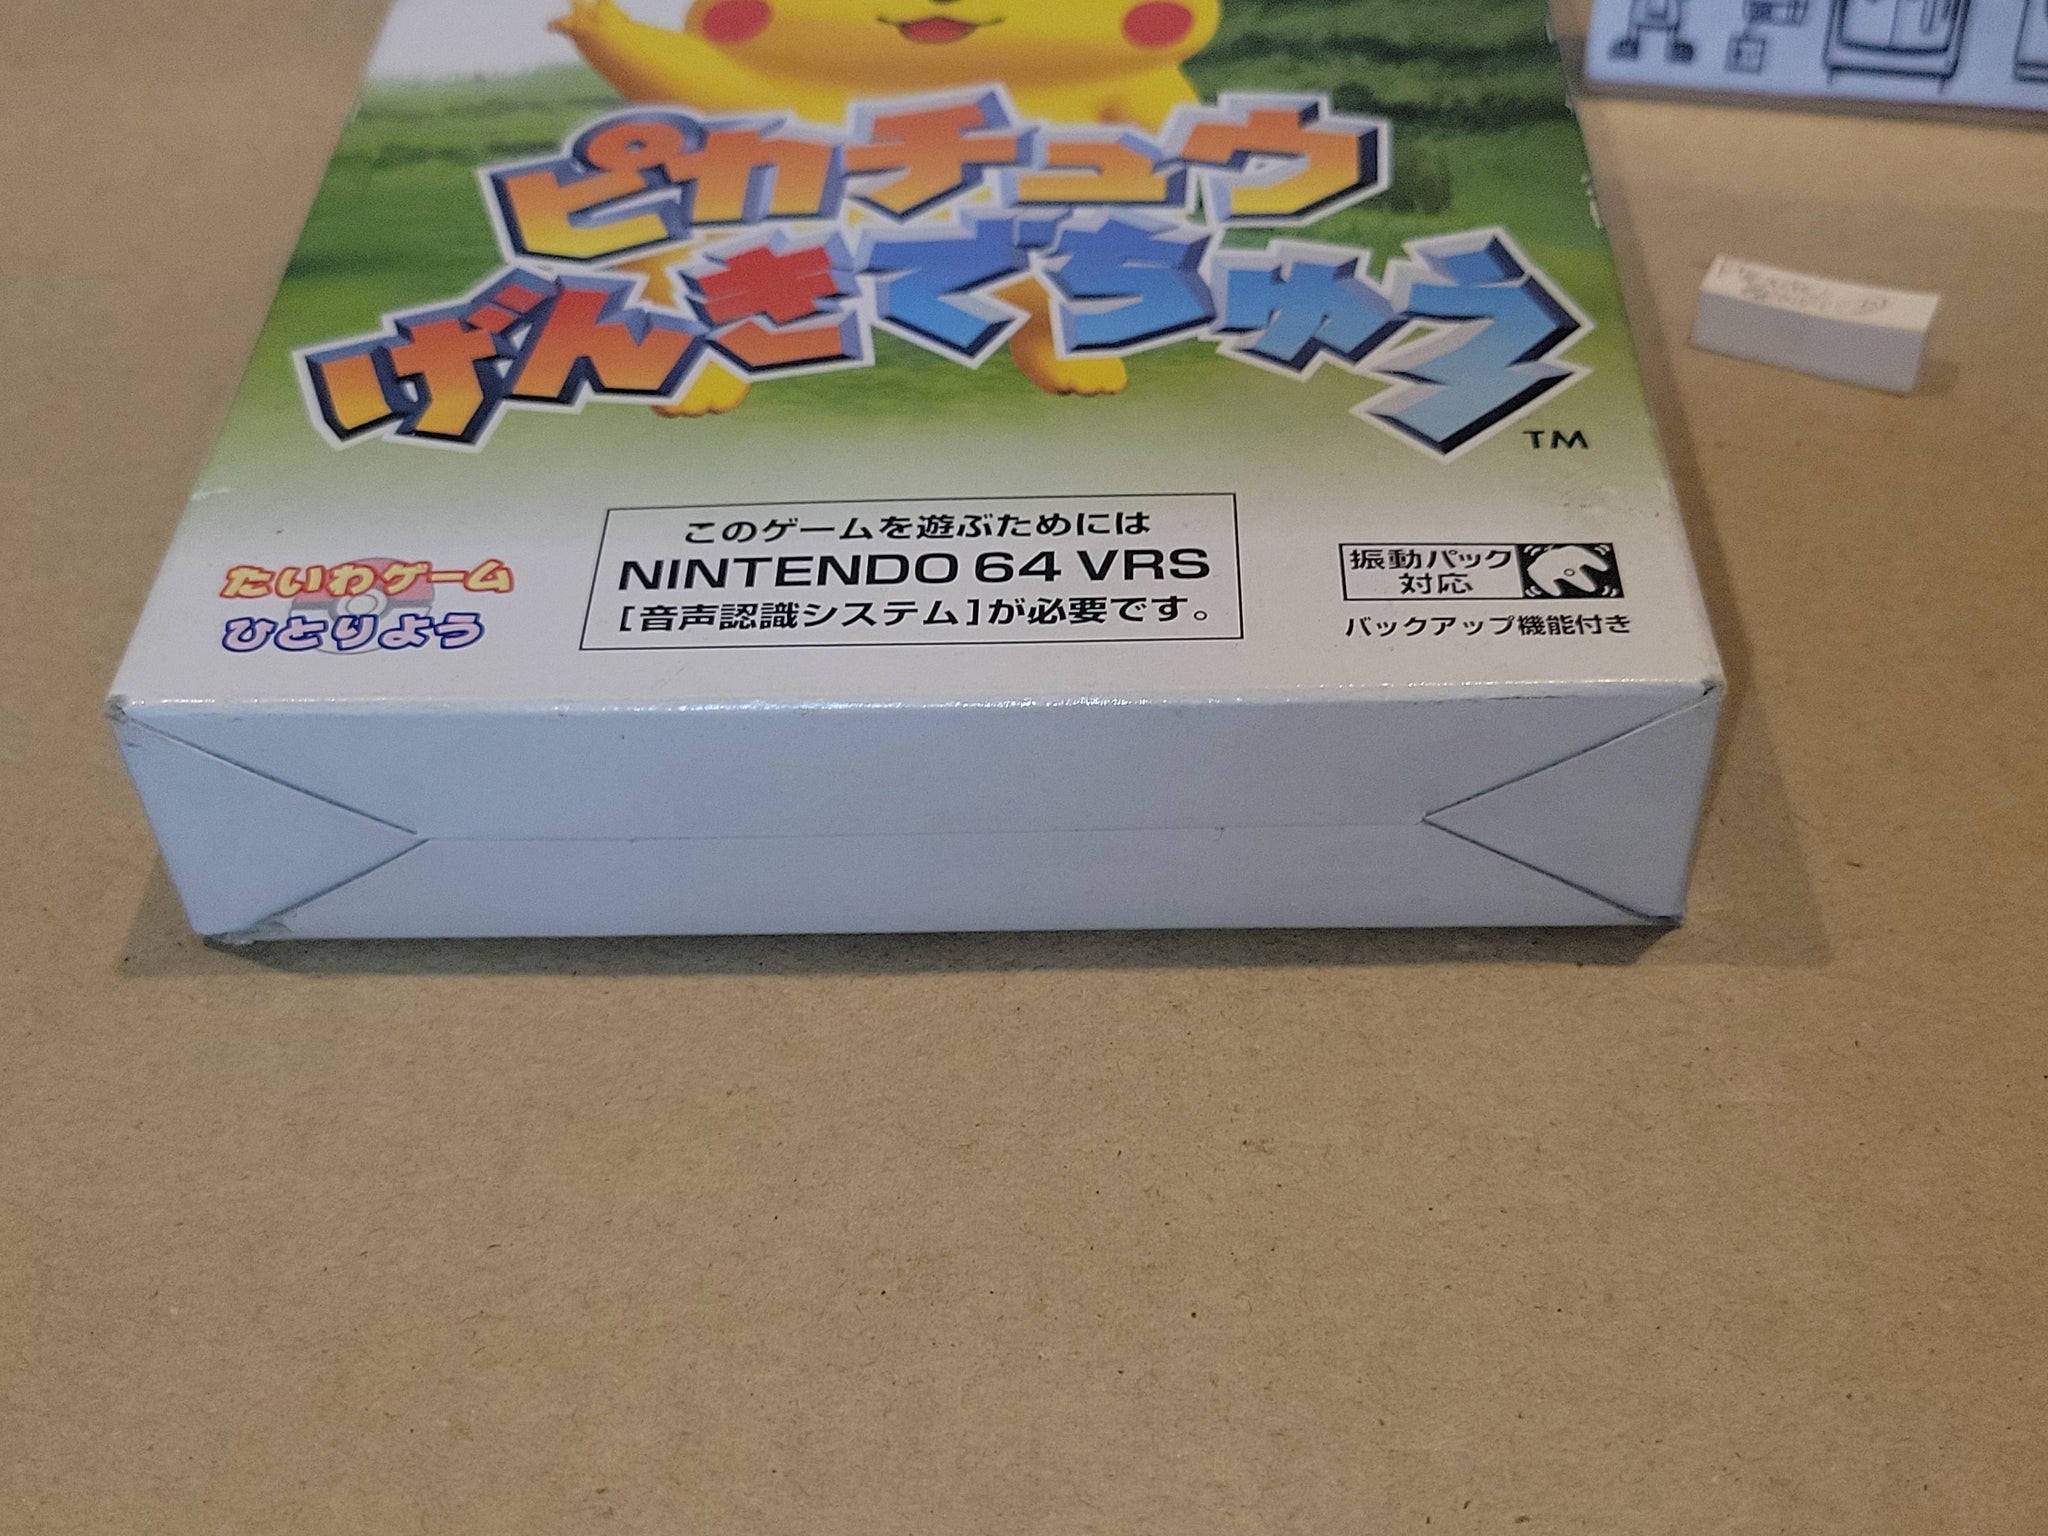 ピカチュウ
げんきでちゅう
TM
このゲームを遊ぶためには
NINTENDO 64 VRS
[音声認識システム]が必要です。
たいわゲーム
ひとりよう
振動パック
対応
バックアップ機能付き